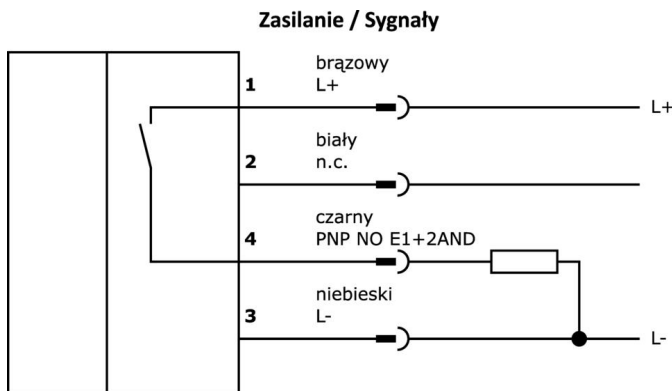 Zasilanie / Sygnały
brązowy
1
L+
L+
biały
2
n.c.
czarny
4
PNP NO E1+2AND
niebieski
3
L-
L-